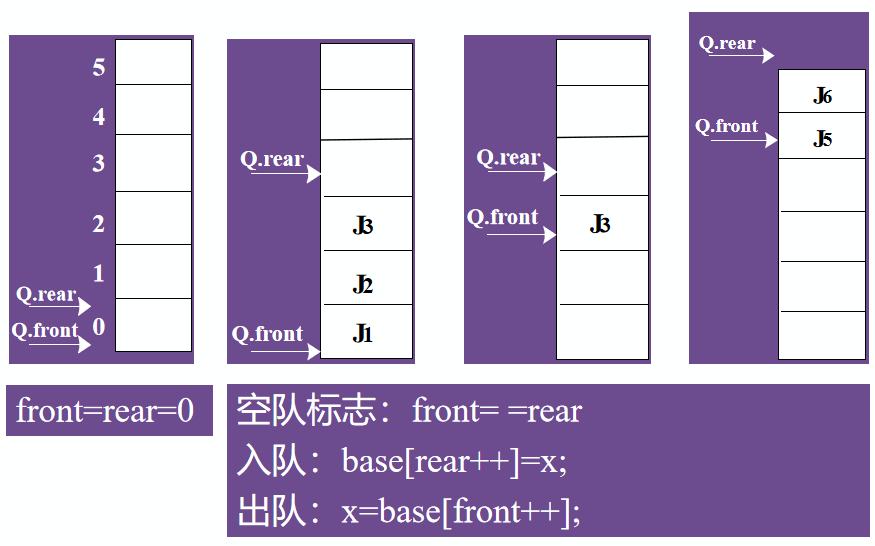 5
4
3
2
1
0
Q.rear
Q.front
Q.rear
J3
J2
Q.front
J1
Q.rear
Q.front
J3
Q.rear
J6
Q.front
J5
front=rear=0
空队标志：front= =rear
入队：base[rear++]=x;
出队：x=base[front++];